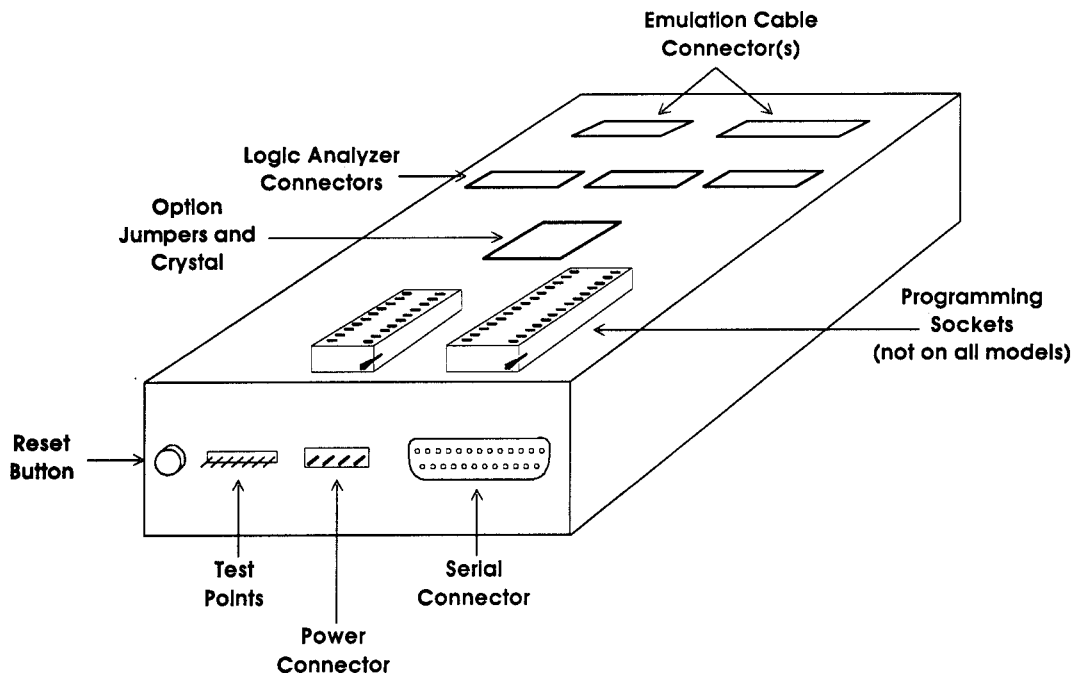 Emulation Cable
Connector(s)
Logic Analyzer
Connectors
Option
Jumpers and
Crystal
Programming
Sockets
(not on all models)
Reset
Button
Test
Points
Serial
Connector
Power
Connector